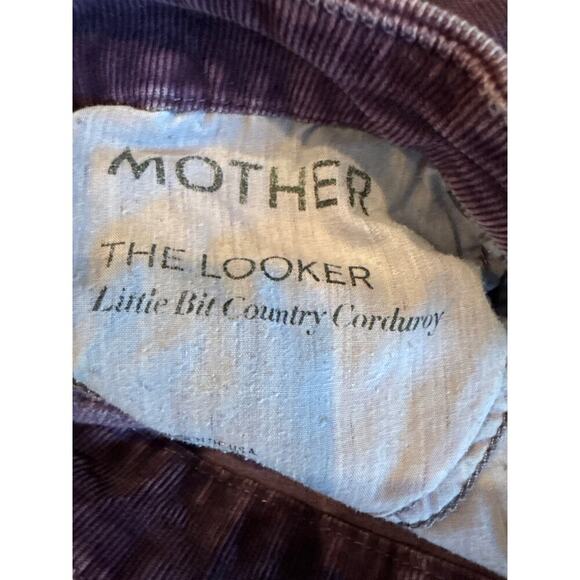 MOTHER
THE LOOKER
Little Bit Country Corduroy
U.S.A.